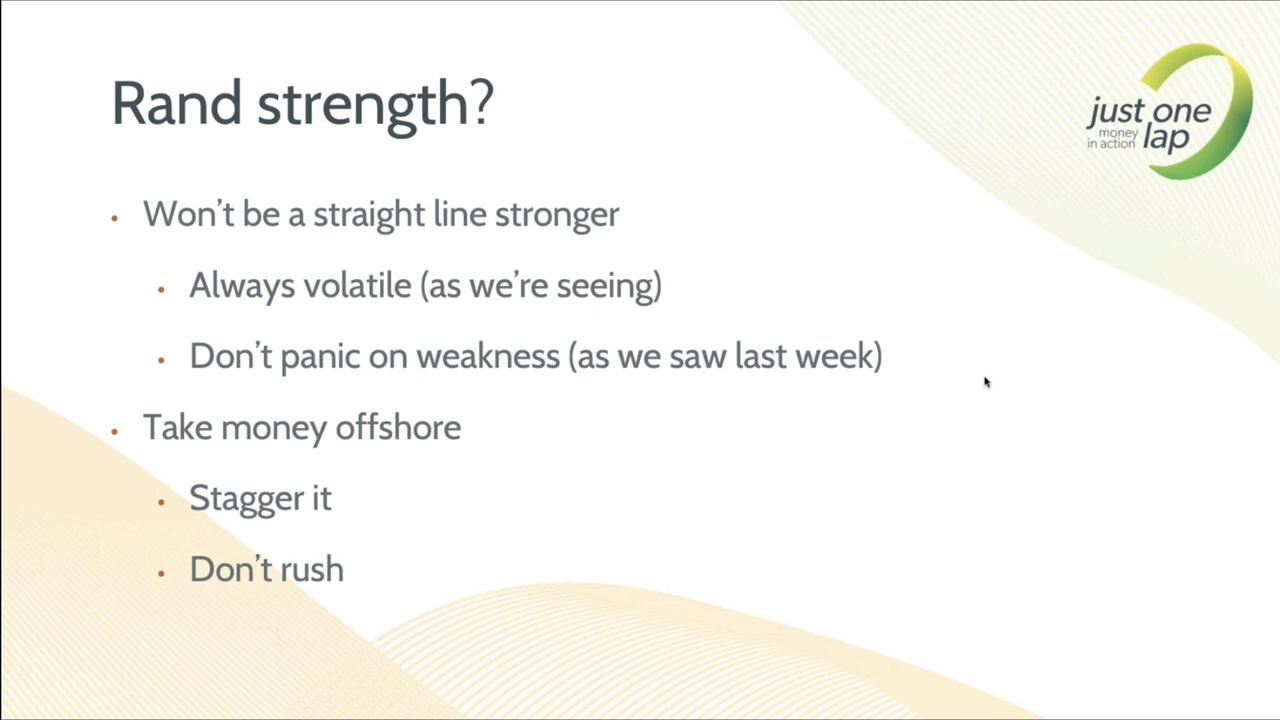 Rand strength?
• Won't be a straight line stronger
• Always volatile (as we're seeing)
• Don't panic on weakness (as we saw last week)
• Take money offshore
• Stagger it
• Don't rush
just one
money
in action
lap